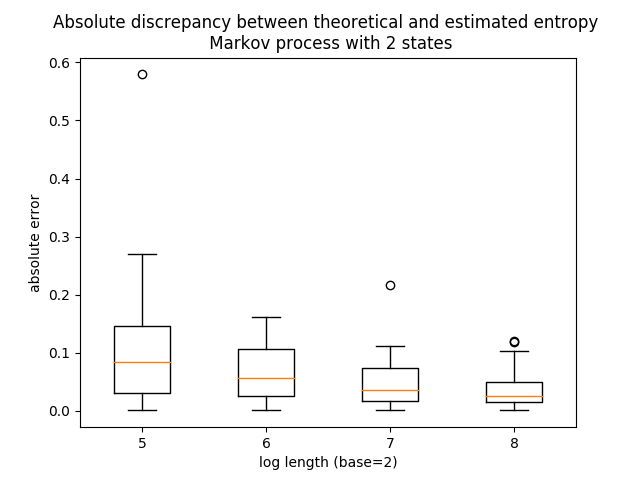 Absolute discrepancy between theoretical and estimated entropy
Markov process with 2 states
0.6
0.5
0.4
0.3
0.2
0.1
0.0
absolute error
5 6 7 8
log length (base=2)